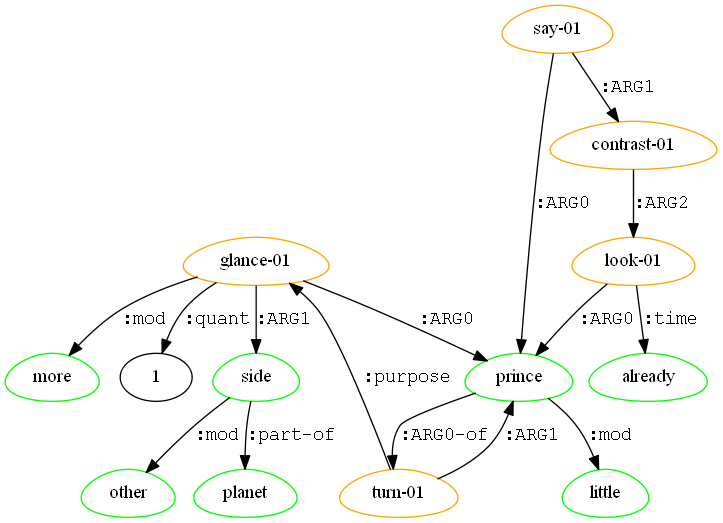 say-01
:ARG1
contrast-01
:ARG0 :ARG2
glance-01 look-01
:mod :quant :ARG1 :ARG0 :ARG0 :time
more 1 side :purpose prince already
:mod :part-of :ARG0-of :ARG1 :mod
other planet turn-01 little